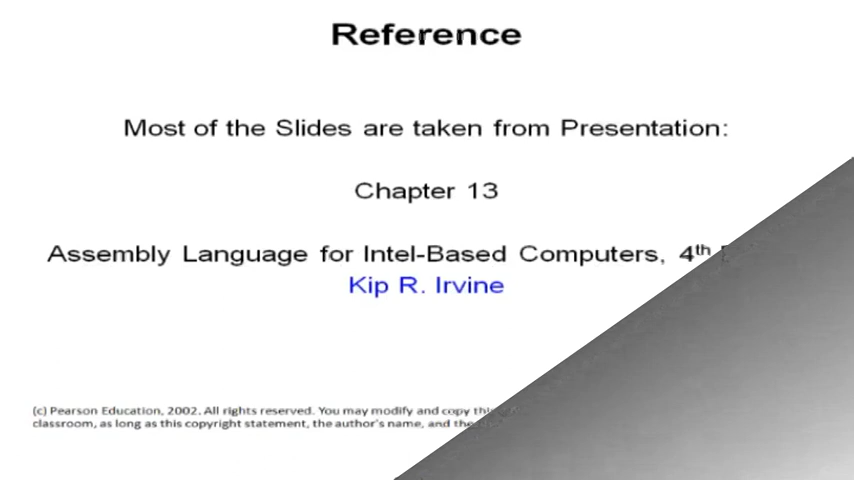 Reference
Most of the Slides are taken from Presentation:
Chapter 13
Assembly Language for Intel-Based Computers, 4th
Kip R. Irvine
(c) Pearson Education, 2002. All rights reserved. You may modify and copy this
classroom, as long as this copyright statement, the author's name, and the